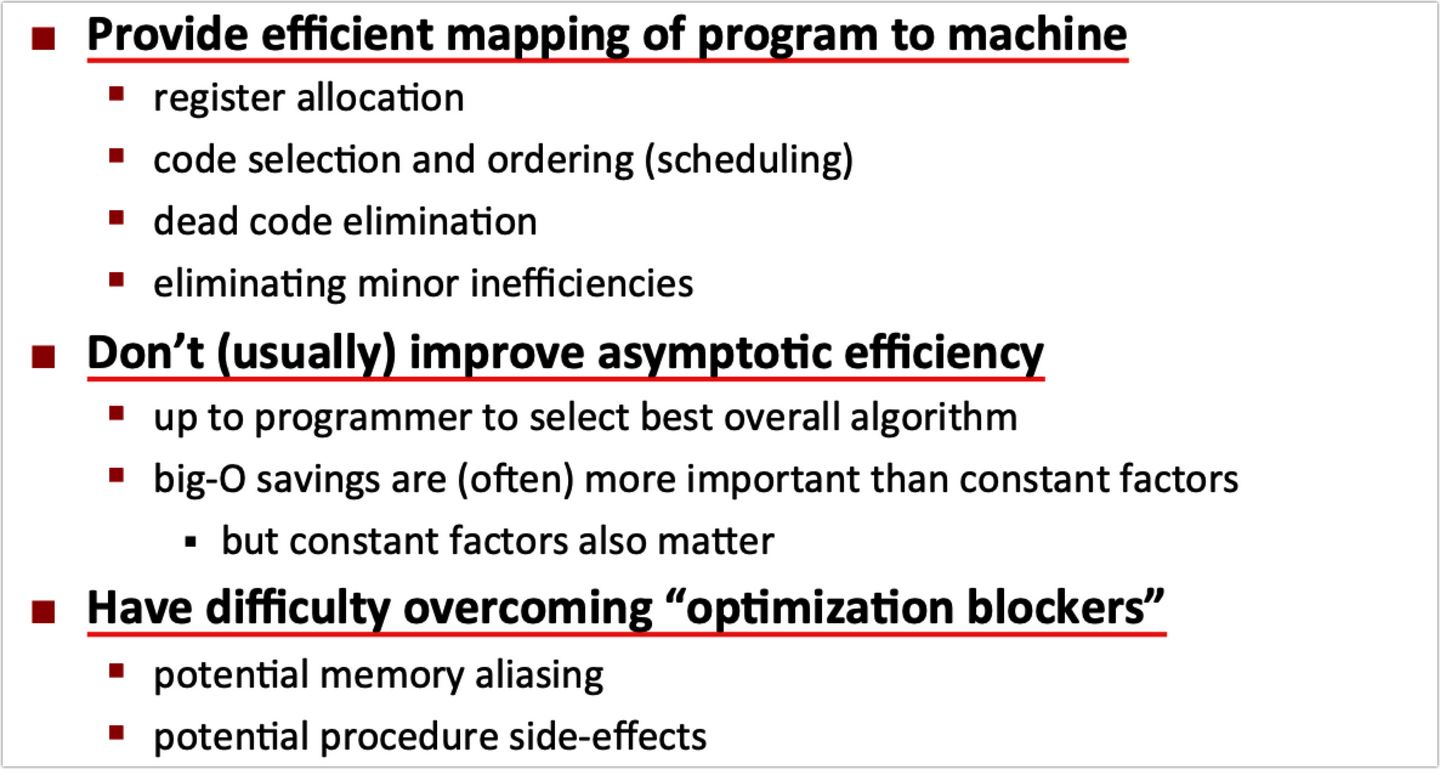 Provide efficient mapping of program to machine
register allocation
code selection and ordering (scheduling)
dead code elimination
eliminating minor inefficiencies
Don’t (usually) improve asymptotic efficiency
up to programmer to select best overall algorithm
big-O savings are (often) more important than constant factors
but constant factors also matter
Have difficulty overcoming “optimization blockers”
potential memory aliasing
potential procedure side-effects